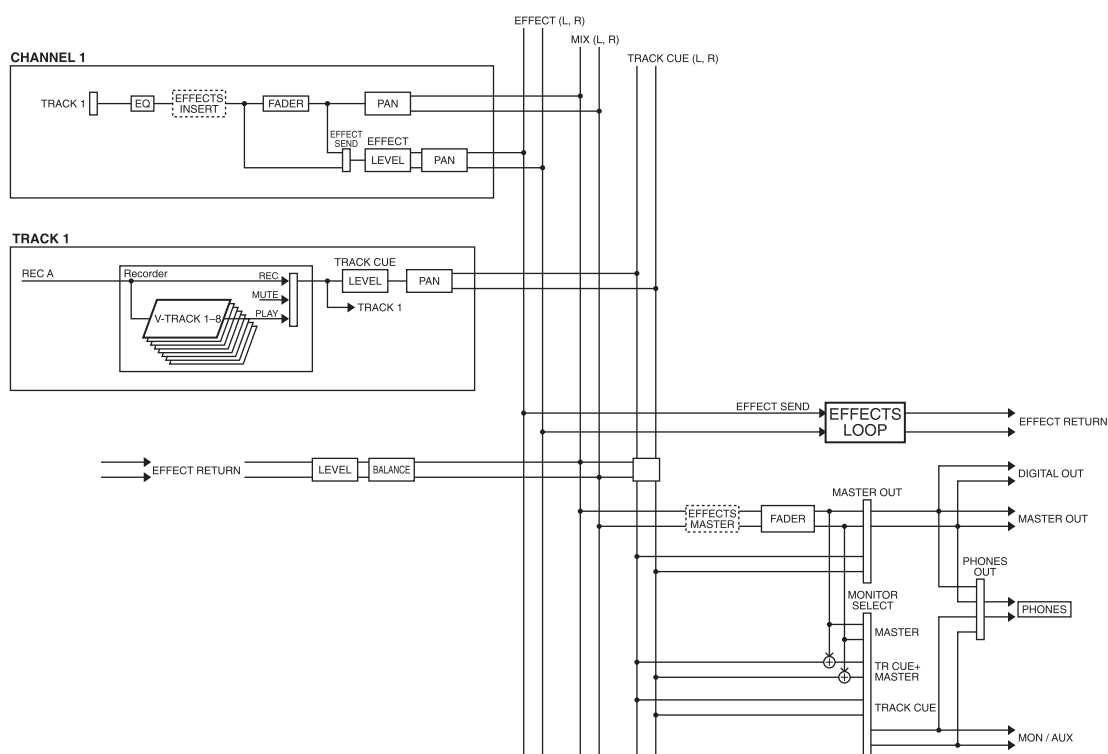 EFFECT (L, R)
MIX (L, R)
TRACK CUE (L, R)
CHANNEL 1
TRACK 1
EQ
EFFECTS
INSERT
FADER
PAN
EFFECT
SEND
EFFECT
LEVEL
PAN
TRACK 1
REC A
Recorder
REC
MUTE
PLAY
V-TRACK 1–8
TRACK CUE
LEVEL
PAN
TRACK 1
EFFECT SEND
EFFECTS
LOOP
EFFECT RETURN
EFFECT RETURN
LEVEL
BALANCE
DIGITAL OUT
MASTER OUT
EFFECTS
MASTER
FADER
MASTER OUT
PHONES
OUT
PHONES
MONITOR
SELECT
MASTER
TR CUE+
MASTER
TRACK CUE
MON / AUX